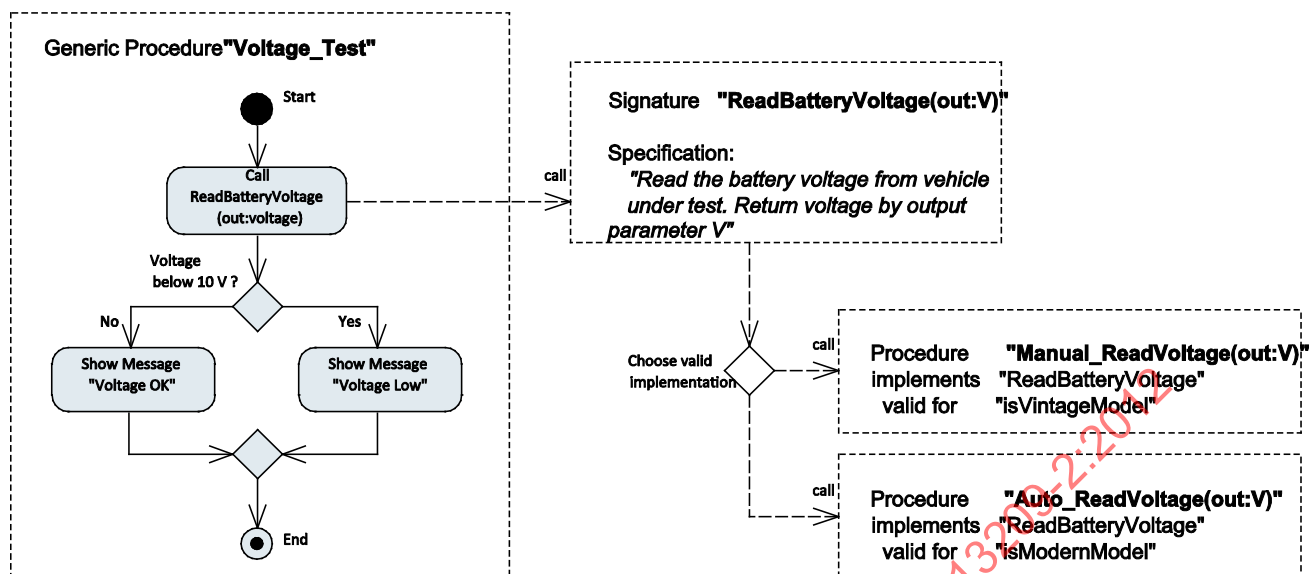 Generic Procedure"Voltage_Test"
Start
Call
ReadBatteryVoltage
(out:voltage)
Voltage
below 10 V ?
No
Yes
Show Message
"Voltage OK"
Show Message
"Voltage Low"
End
call
Signature "ReadBatteryVoltage(out:V)"
Specification:
"Read the battery voltage from vehicle
under test. Return voltage by output
parameter V"
Choose valid
implementation
call
Procedure "Manual_ReadVoltage(out:V)"
implements "ReadBatteryVoltage"
valid for "isVintageModel"
call
Procedure "Auto_ReadVoltage(out:V)"
implements "ReadBatteryVoltage"
valid for "isModernModel"
13209-2:2012